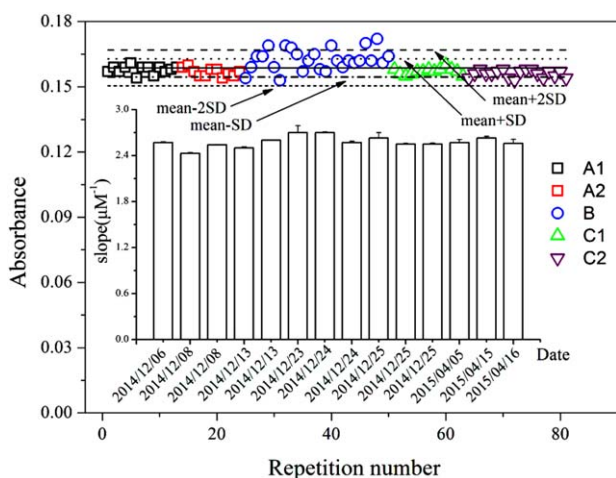 0.18
0.15
0.12
0.09
0.06
0.03
0.00
Absorbance
0
20
40
60
80
Repetition number
mean-2SD
mean-SD
mean+2SD
mean+SD
3.0
2.4
1.8
1.2
0.6
0.0
slope(μM⁻¹)
2014/12/06
2014/12/08
2014/12/08
2014/12/13
2014/12/13
2014/12/23
2014/12/24
2014/12/24
2014/12/25
2014/12/25
2014/12/25
2015/04/05
2015/04/15
2015/04/16
Date
A1
A2
B
C1
C2